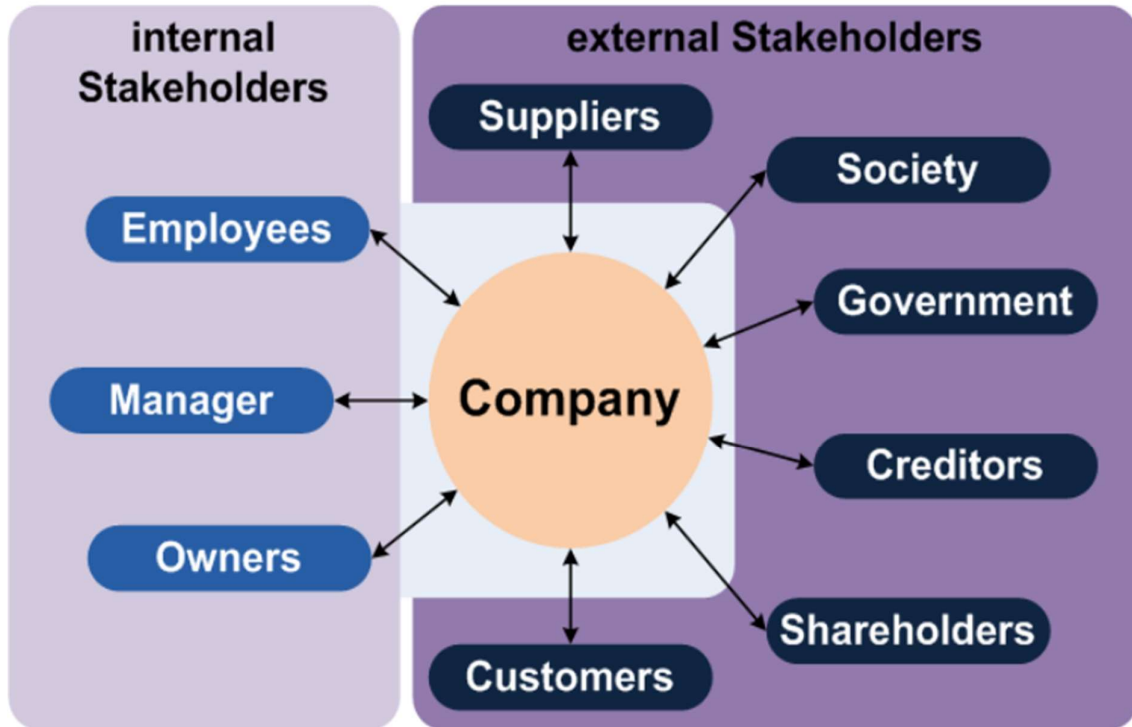 internal
Stakeholders
external Stakeholders
Suppliers
Society
Employees
Government
Manager
Company
Creditors
Owners
Shareholders
Customers